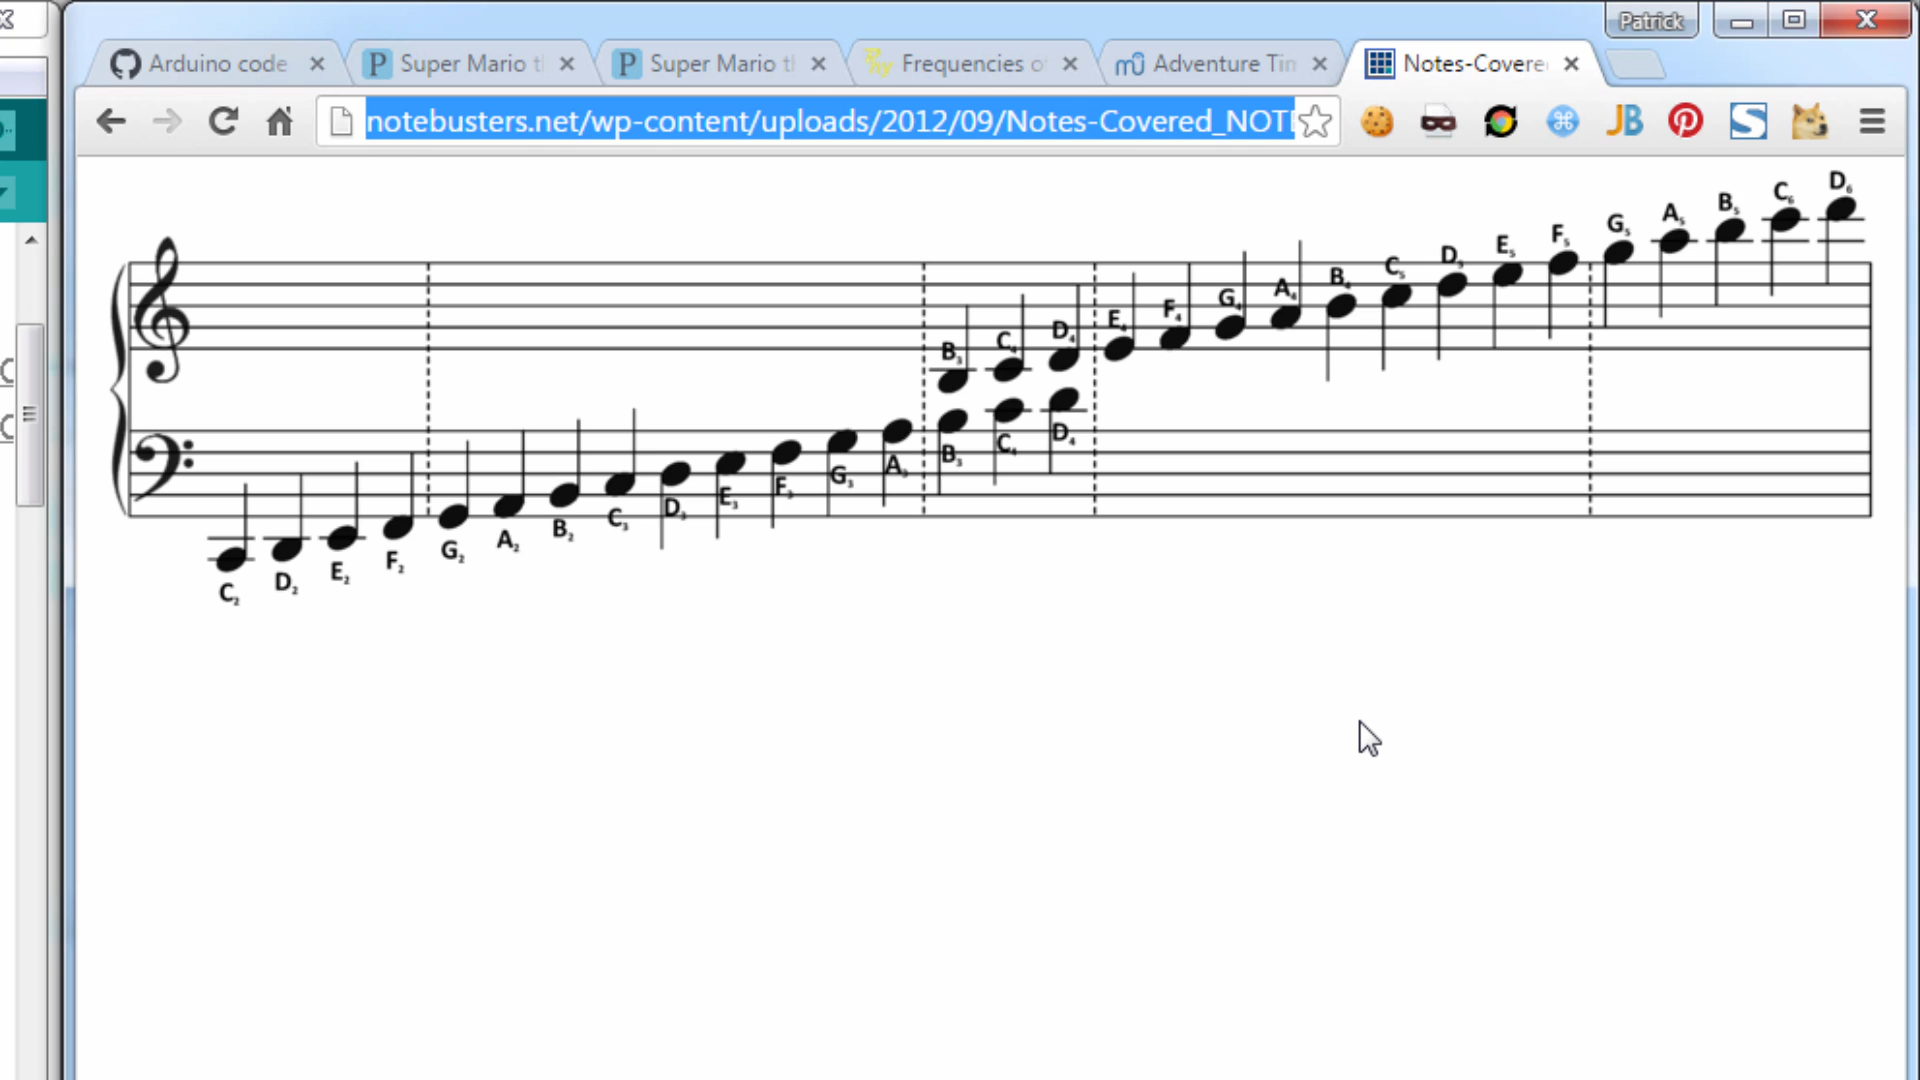 Patrick
Arduino code
Super Mario t
Super Mario t
Frequencies o
Adventure Tim
Notes-Covere
notebusters.net/wp-content/uploads/2012/09/Notes-Covered_NOTE
D6
C6
B5
A5
G5
F5
E5
D5
C5
B4
A4
G4
F4
E4
D4
C4
B3
D4
C4
B3
A3
G3
F3
E3
D3
C3
B2
A2
G2
F2
E2
D2
C2